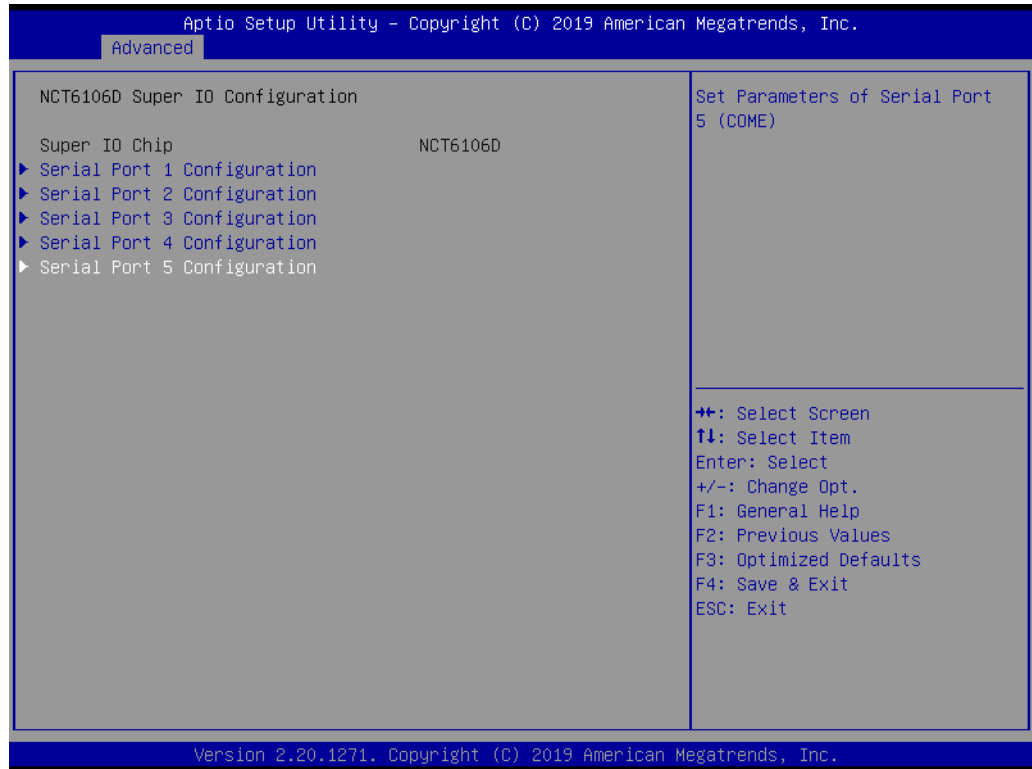 Aptio Setup Utility – Copyright (C) 2019 American Megatrends, Inc.
Advanced
NCT6106D Super IO Configuration
Super IO Chip NCT6106D
▶ Serial Port 1 Configuration
▶ Serial Port 2 Configuration
▶ Serial Port 3 Configuration
▶ Serial Port 4 Configuration
▶ Serial Port 5 Configuration
Set Parameters of Serial Port
5 (COME)
→←: Select Screen
↑↓: Select Item
Enter: Select
+/-: Change Opt.
F1: General Help
F2: Previous Values
F3: Optimized Defaults
F4: Save & Exit
ESC: Exit
Version 2.20.1271. Copyright (C) 2019 American Megatrends, Inc.